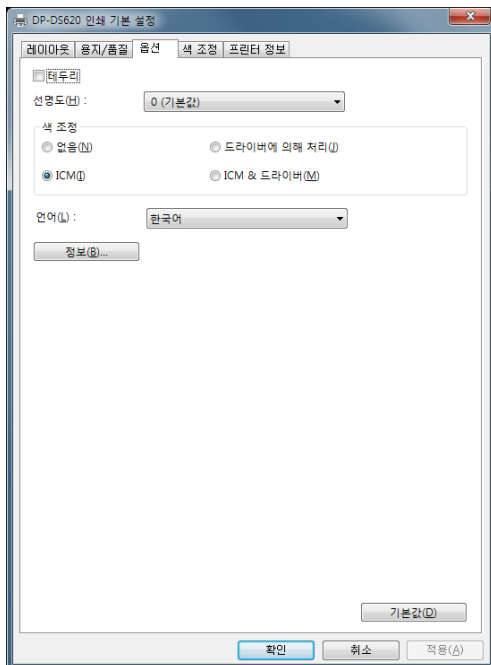 DP-DS620 인쇄 기본 설정
레이아웃 용지/품질 옵션 색 조정 프린터 정보
테두리
선명도(H) : 0 (기본값)
색 조정
없음(N) 드라이버에 의해 처리(J)
ICM(I) ICM & 드라이버(M)
언어(L) : 한국어
정보(B)...
기본값(D)
확인 취소 적용(A)